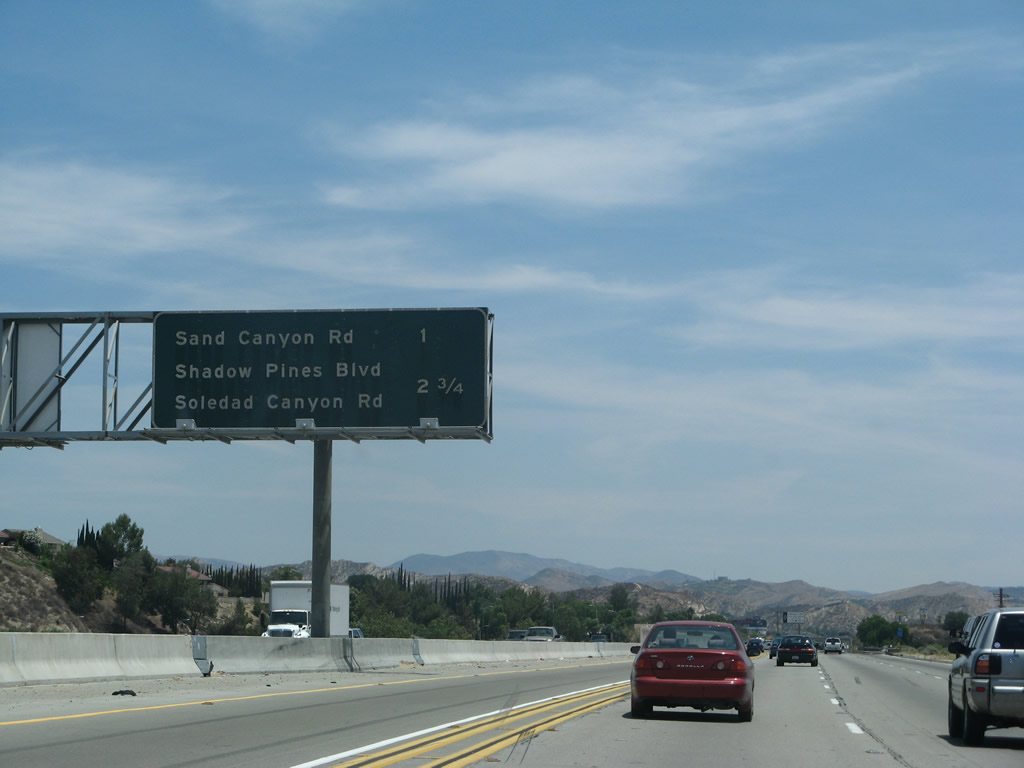 Sand Canyon Rd 1
Shadow Pines Blvd
Soledad Canyon Rd 2 3/4